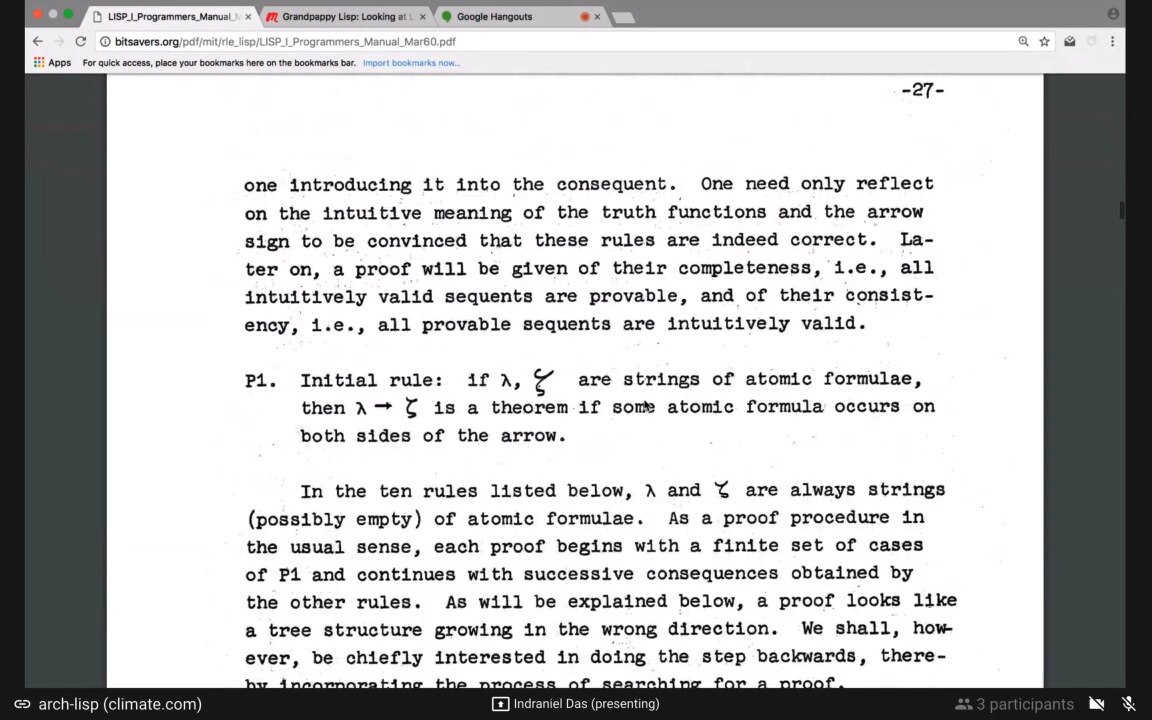 LISP_I_Programmers_Manual_M
Grandpappy Lisp: Looking at L
Google Hangouts
bitsavers.org/pdf/mit/rle_lisp/LISP_I_Programmers_Manual_Mar60.pdf
Apps For quick access, place your bookmarks here on the bookmarks bar. Import bookmarks now...
-27-
one introducing it into the consequent. One need only reflect
on the intuitive meaning of the truth functions and the arrow
sign to be convinced that these rules are indeed correct. La-
ter on, a proof will be given of their completeness, i.e., all
intuitively valid sequents are provable, and of their consist-
ency, i.e., all provable sequents are intuitively valid.
P1. Initial rule: if λ, ζ are strings of atomic formulae,
then λ → ζ is a theorem if some atomic formula occurs on
both sides of the arrow.
In the ten rules listed below, λ and ζ are always strings
(possibly empty) of atomic formulae. As a proof procedure in
the usual sense, each proof begins with a finite set of cases
of P1 and continues with successive consequences obtained by
the other rules. As will be explained below, a proof looks like
a tree structure growing in the wrong direction. We shall, how-
ever, be chiefly interested in doing the step backwards, there-
by incorporating the process of searching for a proof.
arch-lisp (climate.com)
Indraniel Das (presenting)
3 participants